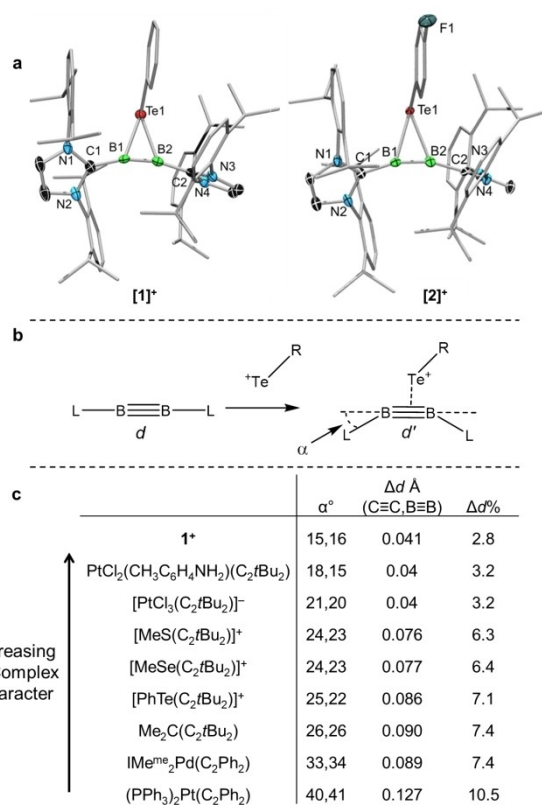 a
F1
Te1
Te1
N1
C1
B1
B2
N3
C2
N4
N2
N1
C1
B1
B2
N3
C2
N4
N2
[1]⁺
[2]⁺
b
R
⁺Te
R
Te⁺
L—B≡B—L
d
B≡B
d'
L
L
α
c
α° Δd Å (C≡C,B≡B) Δd%
1⁺ 15,16 0.041 2.8
PtCl₂(CH₃C₆H₄NH₂)(C₂tBu₂) 18,15 0.04 3.2
[PtCl₃(C₂tBu₂)]⁻ 21,20 0.04 3.2
[MeS(C₂tBu₂)]⁺ 24,23 0.076 6.3
[MeSe(C₂tBu₂)]⁺ 24,23 0.077 6.4
[PhTe(C₂tBu₂)]⁺ 25,22 0.086 7.1
Me₂C(C₂tBu₂) 26,26 0.090 7.4
IMeᵐᵉ₂Pd(C₂Ph₂) 33,34 0.089 7.4
(PPh₃)₂Pt(C₂Ph₂) 40,41 0.127 10.5